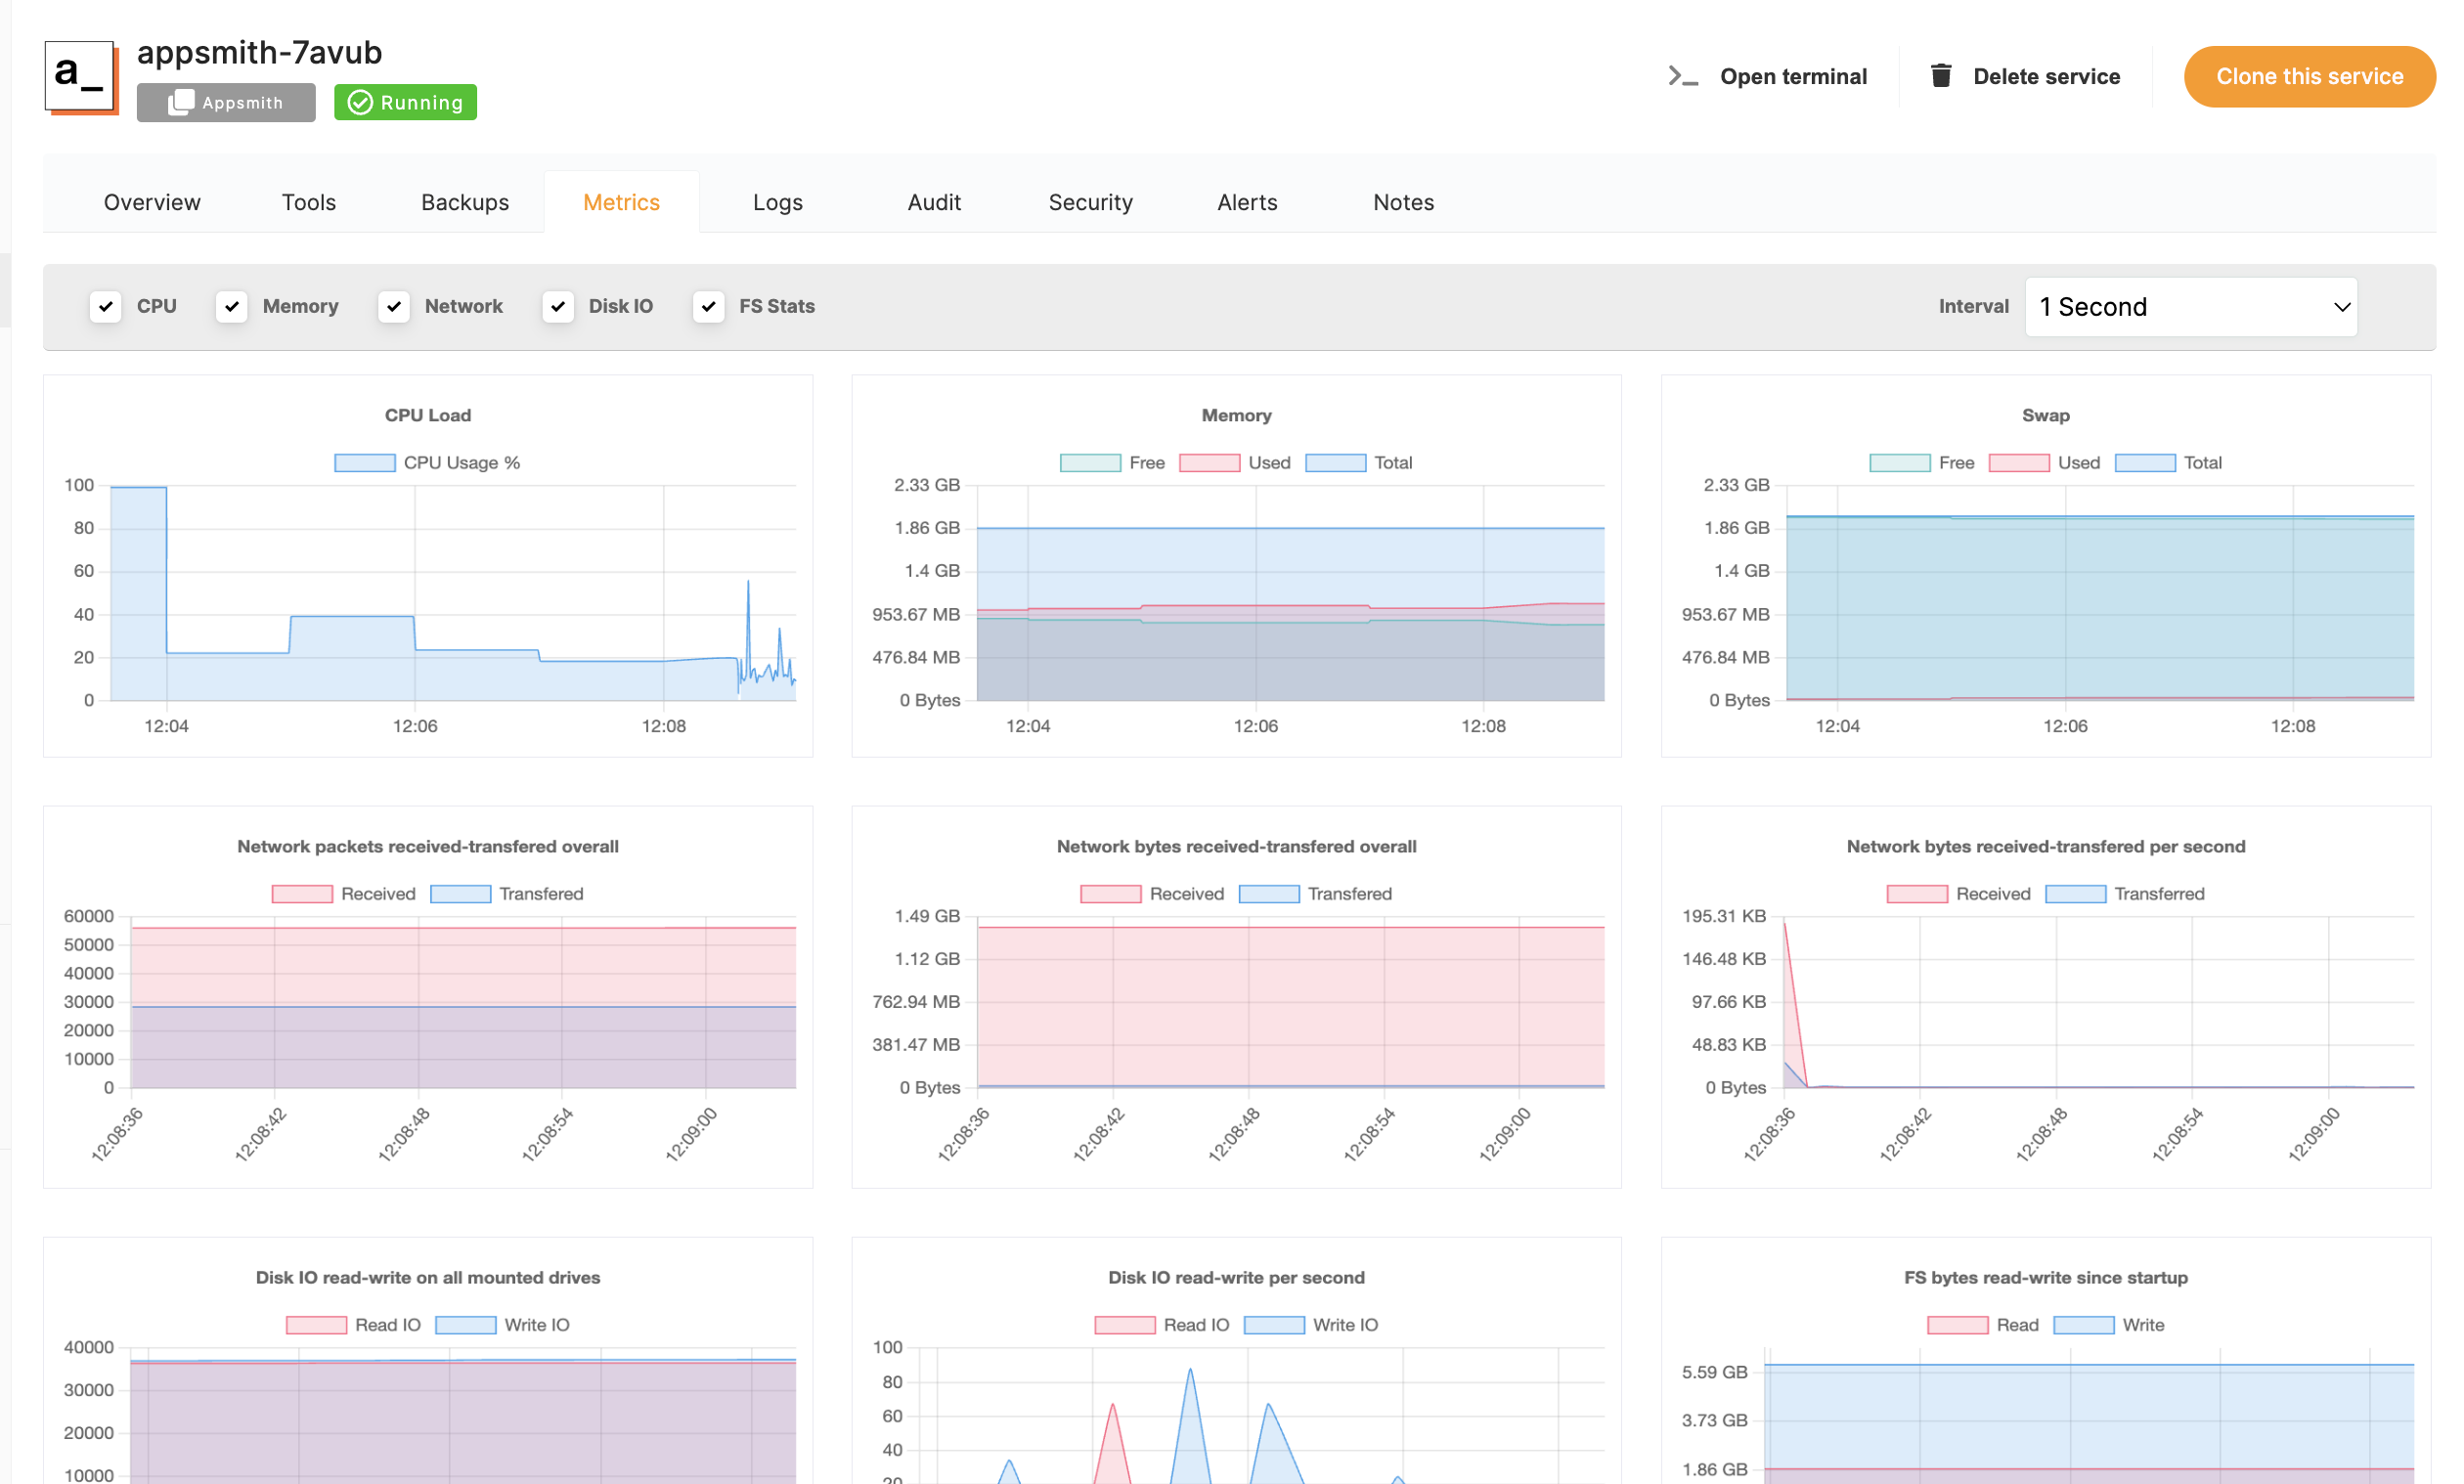 a_
appsmith-7avub
Appsmith
Running
Open terminal
Delete service
Clone this service
Overview
Tools
Backups
Metrics
Logs
Audit
Security
Alerts
Notes
CPU
Memory
Network
Disk IO
FS Stats
Interval
1 Second
CPU Load
CPU Usage %
100
80
60
40
20
0
12:04
12:06
12:08
Memory
Free
Used
Total
2.33 GB
1.86 GB
1.4 GB
953.67 MB
476.84 MB
0 Bytes
12:04
12:06
12:08
Swap
Free
Used
Total
2.33 GB
1.86 GB
1.4 GB
953.67 MB
476.84 MB
0 Bytes
12:04
12:06
12:08
Network packets received-transfered overall
Received
Transfered
60000
50000
40000
30000
20000
10000
0
12:08:36
12:08:42
12:08:48
12:08:54
12:09:00
Network bytes received-transfered overall
Received
Transfered
1.49 GB
1.12 GB
762.94 MB
381.47 MB
0 Bytes
12:08:36
12:08:42
12:08:48
12:08:54
12:09:00
Network bytes received-transfered per second
Received
Transferred
195.31 KB
146.48 KB
97.66 KB
48.83 KB
0 Bytes
12:08:36
12:08:42
12:08:48
12:08:54
12:09:00
Disk IO read-write on all mounted drives
Read IO
Write IO
40000
30000
20000
10000
Disk IO read-write per second
Read IO
Write IO
100
80
60
40
20
FS bytes read-write since startup
Read
Write
5.59 GB
3.73 GB
1.86 GB